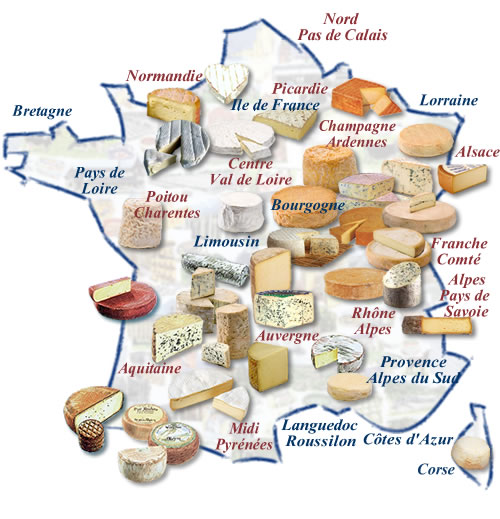 Nord
Pas de Calais
Normandie
Picardie
Ile de France
Lorraine
Bretagne
Champagne
Ardennes
Alsace
Centre
Val de Loire
Pays de
Loire
Poitou
Charentes
Bourgogne
Limousin
Franche
Comté
Alpes
Pays de
Savoie
Rhône
Alpes
Auvergne
Aquitaine
Provence
Alpes du Sud
Midi
Pyrénées
Languedoc
Roussilon
Côtes d'Azur
Corse